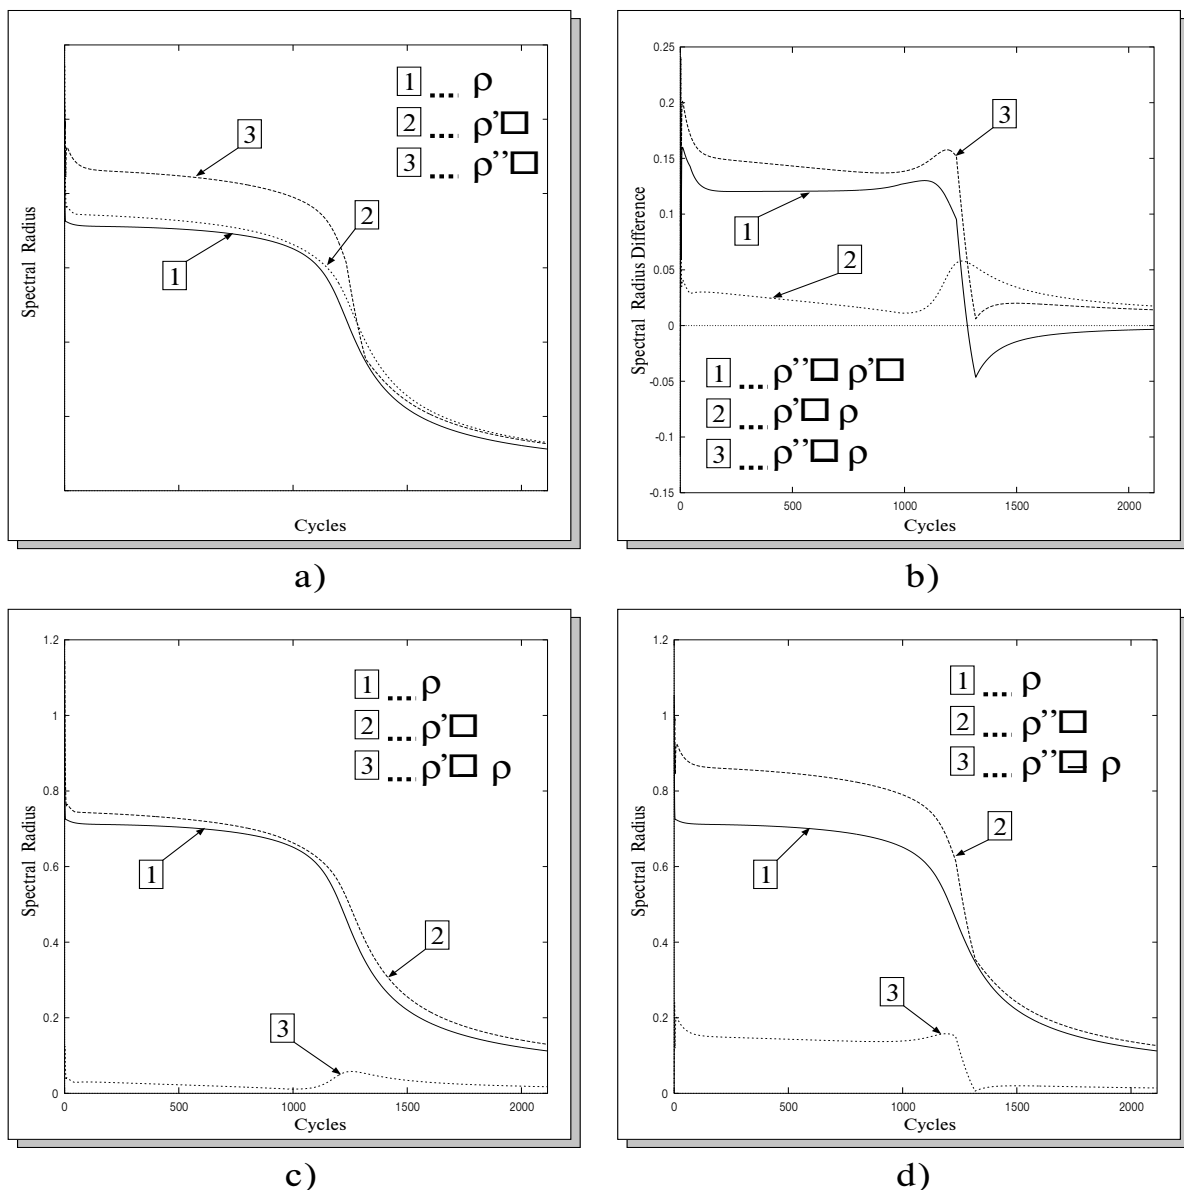 1 .... ρ
2 .... ρ'□
3 .... ρ''□
3
2
1
Spectral Radius
Cycles
a)
0.25
0.2
0.15
0.1
0.05
0
-0.05
-0.1
-0.15
3
1
2
1 .... ρ''□ ρ'□
2 .... ρ'□ ρ
3 .... ρ''□ ρ
Spectral Radius Difference
0 500 1000 1500 2000
Cycles
b)
1.2
1
0.8
0.6
0.4
0.2
0
1 .... ρ
2 .... ρ'□
3 .... ρ'□ ρ
1
2
3
Spectral Radius
0 500 1000 1500 2000
Cycles
c)
1.2
1
0.8
0.6
0.4
0.2
0
1 .... ρ
2 .... ρ''□
3 .... ρ''□ ρ
2
1
3
Spectral Radius
0 500 1000 1500 2000
Cycles
d)